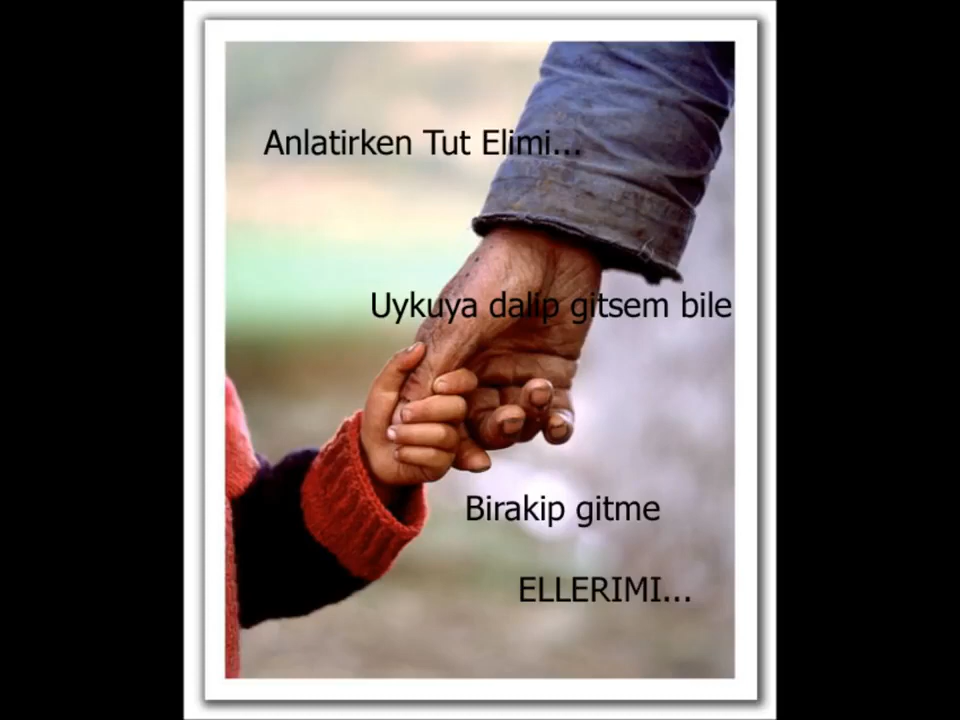 Anlatirken Tut Elimi...
Uykuya dalip gitsem bile
Birakip gitme
ELLERIMI...